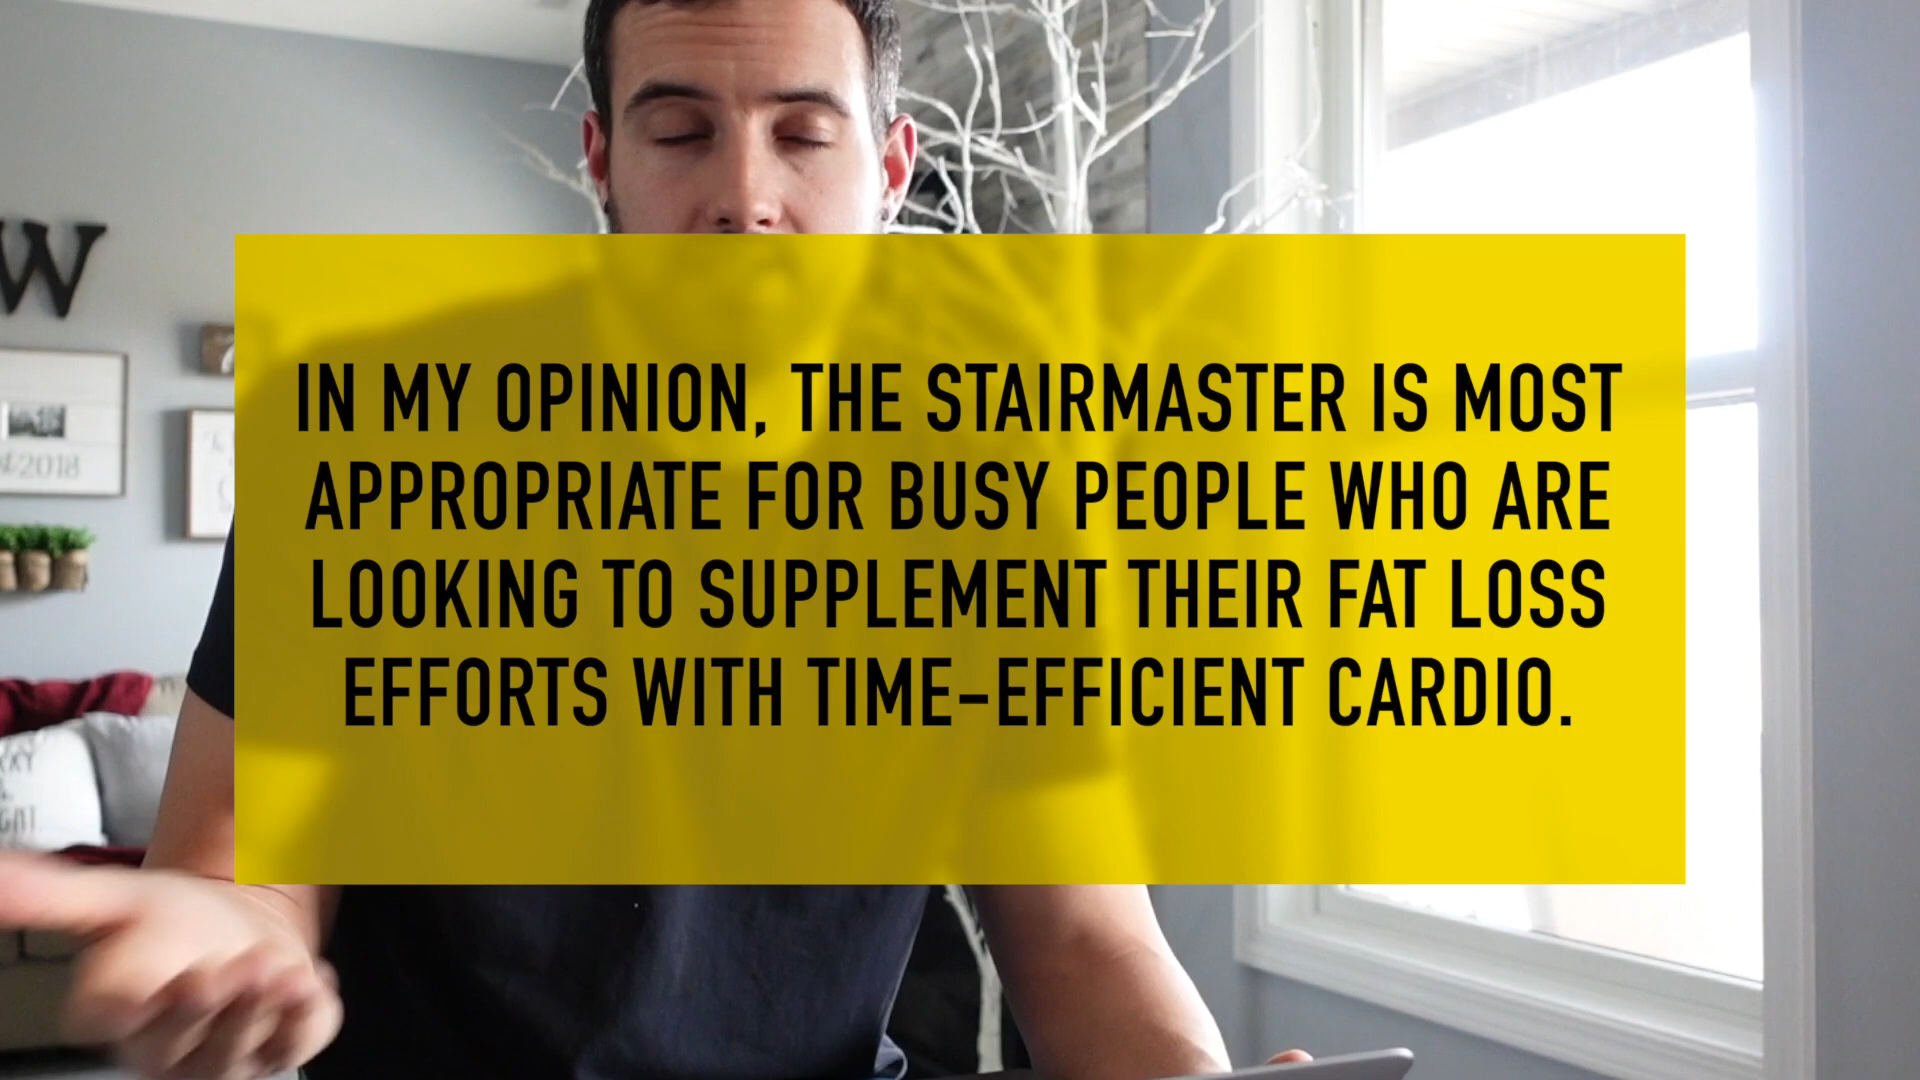 W
2018
IN MY OPINION, THE STAIRMASTER IS MOST
APPROPRIATE FOR BUSY PEOPLE WHO ARE
LOOKING TO SUPPLEMENT THEIR FAT LOSS
EFFORTS WITH TIME-EFFICIENT CARDIO.